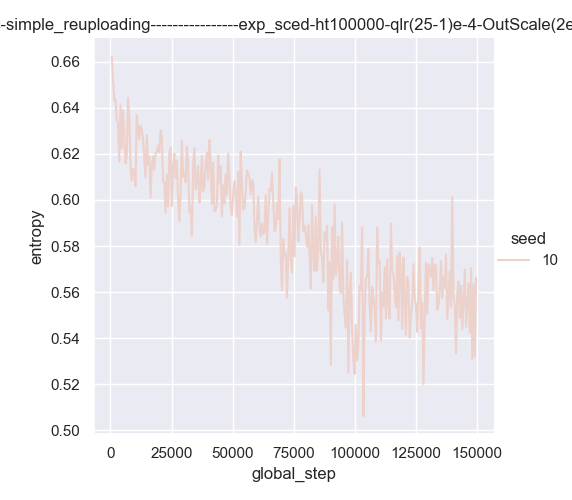 -simple_reuploading----------------exp_sced-ht100000-qlr(25-1)e-4-OutScale(2e
0.66
0.64
0.62
0.60
0.58
0.56
0.54
0.52
0.50
entropy
0 25000 50000 75000 100000 125000 150000
global_step
seed
10